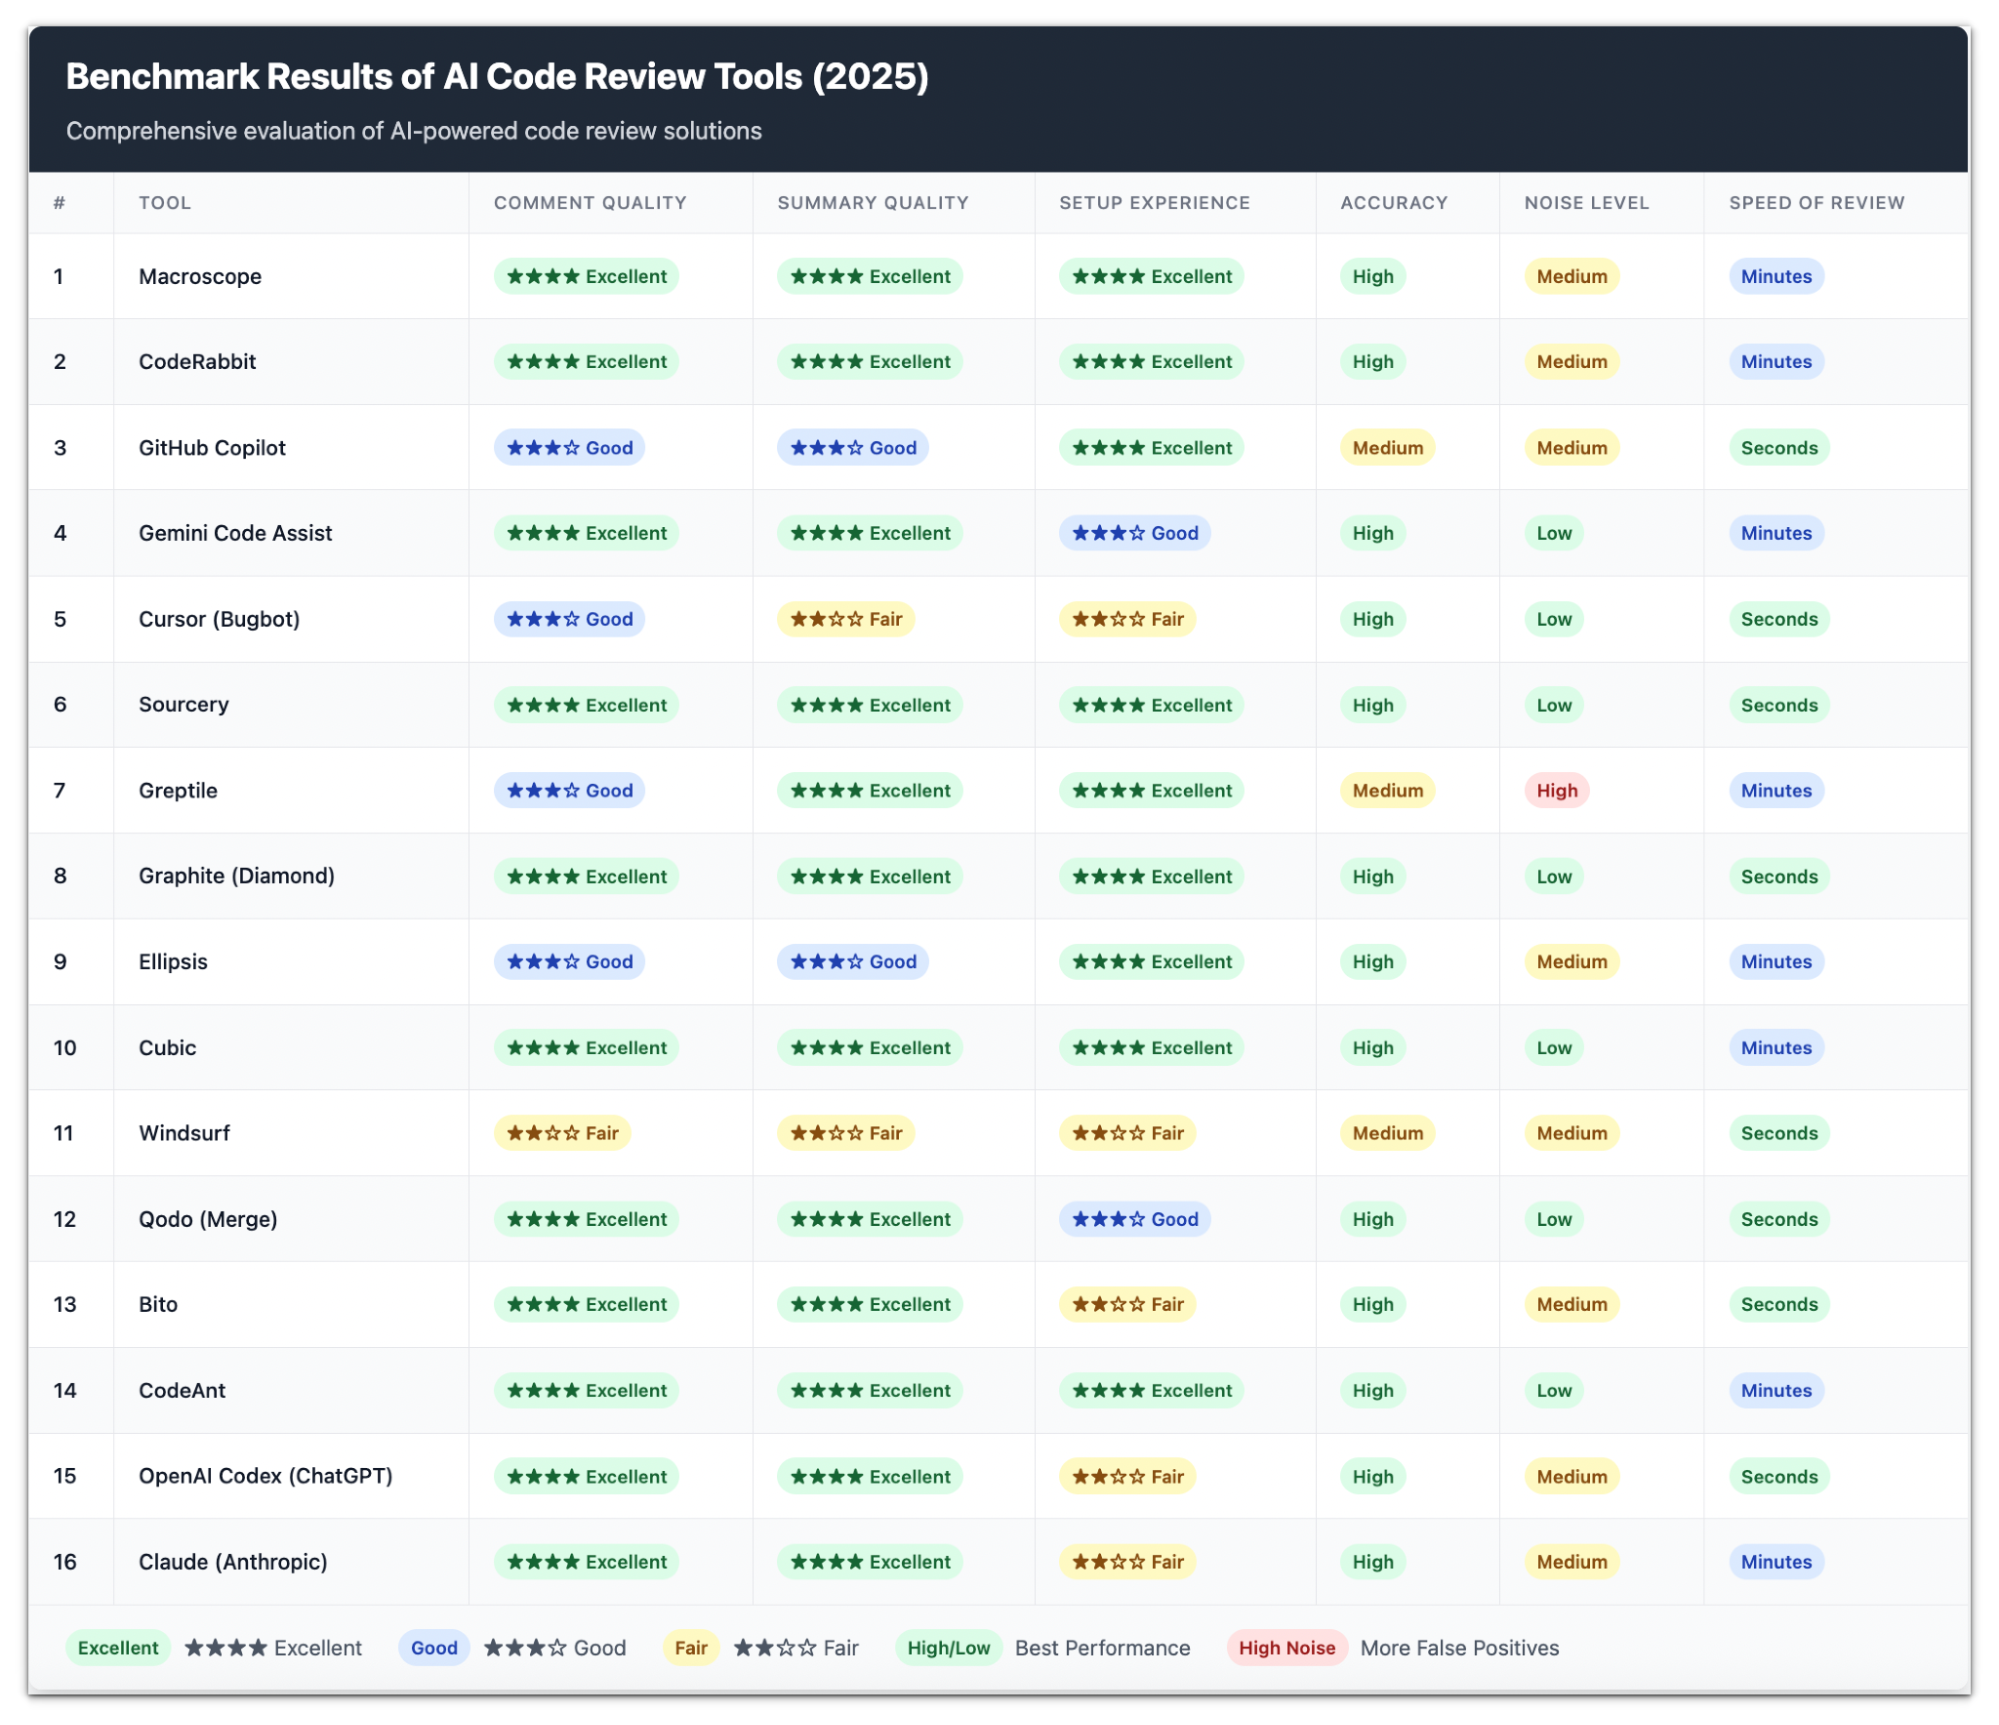 Benchmark Results of AI Code Review Tools (2025)
Comprehensive evaluation of AI-powered code review solutions
# TOOL COMMENT QUALITY SUMMARY QUALITY SETUP EXPERIENCE ACCURACY NOISE LEVEL SPEED OF REVIEW
1 Macroscope ★★★★ Excellent ★★★★ Excellent ★★★★ Excellent High Medium Minutes
2 CodeRabbit ★★★★ Excellent ★★★★ Excellent ★★★★ Excellent High Medium Minutes
3 GitHub Copilot ★★★☆ Good ★★★☆ Good ★★★★ Excellent Medium Medium Seconds
4 Gemini Code Assist ★★★★ Excellent ★★★★ Excellent ★★★☆ Good High Low Minutes
5 Cursor (Bugbot) ★★★☆ Good ★★☆☆ Fair ★★☆☆ Fair High Low Seconds
6 Sourcery ★★★★ Excellent ★★★★ Excellent ★★★★ Excellent High Low Seconds
7 Greptile ★★★☆ Good ★★★★ Excellent ★★★★ Excellent Medium High Minutes
8 Graphite (Diamond) ★★★★ Excellent ★★★★ Excellent ★★★★ Excellent High Low Seconds
9 Ellipsis ★★★☆ Good ★★★☆ Good ★★★★ Excellent High Medium Minutes
10 Cubic ★★★★ Excellent ★★★★ Excellent ★★★★ Excellent High Low Minutes
11 Windsurf ★★☆☆ Fair ★★☆☆ Fair ★★☆☆ Fair Medium Medium Seconds
12 Qodo (Merge) ★★★★ Excellent ★★★★ Excellent ★★★☆ Good High Low Seconds
13 Bito ★★★★ Excellent ★★★★ Excellent ★★☆☆ Fair High Medium Seconds
14 CodeAnt ★★★★ Excellent ★★★★ Excellent ★★★★ Excellent High Low Minutes
15 OpenAI Codex (ChatGPT) ★★★★ Excellent ★★★★ Excellent ★★☆☆ Fair High Medium Seconds
16 Claude (Anthropic) ★★★★ Excellent ★★★★ Excellent ★★☆☆ Fair High Medium Minutes
Excellent ★★★★ Excellent Good ★★★☆ Good Fair ★★☆☆ Fair High/Low Best Performance High Noise More False Positives